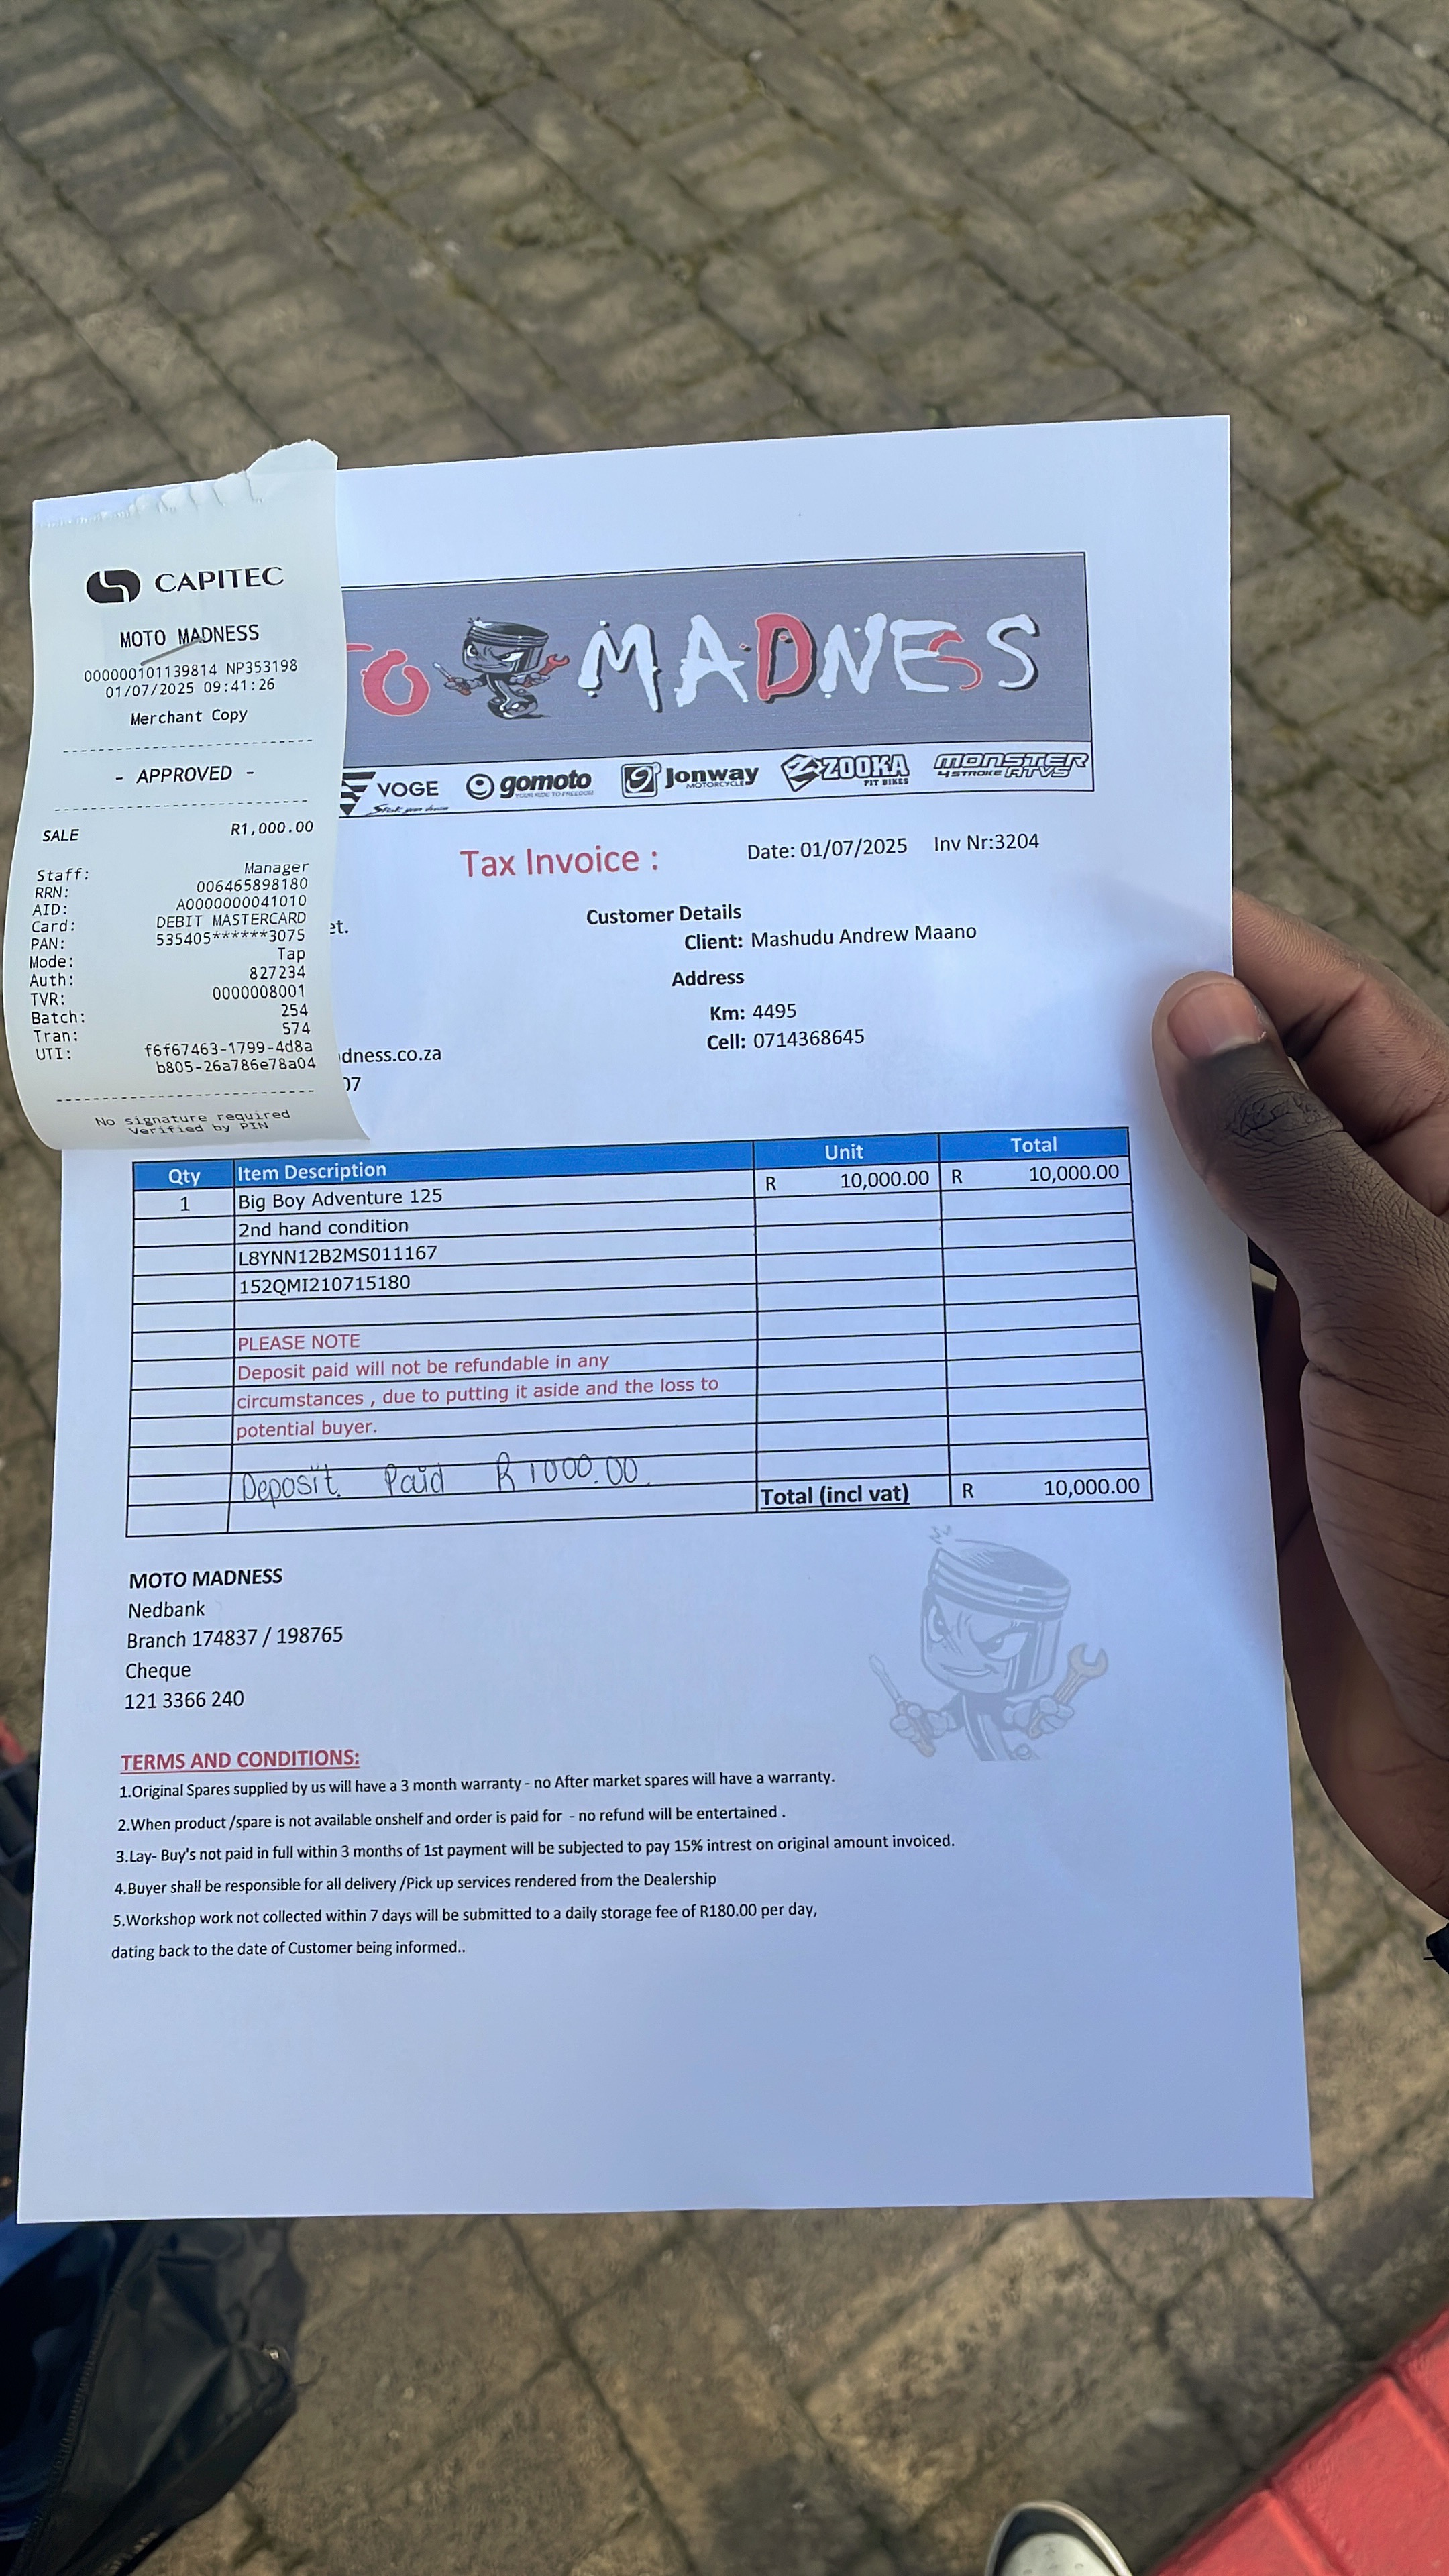 CAPITEC
MOTO MADNESS
000000101139814 NP353198
01/07/2025 09:41:26
Merchant Copy
- APPROVED -
SALE R1,000.00
Staff: Manager
RRN: 006465898180
AID: A0000000041010
Card: DEBIT MASTERCARD
PAN: 535405******3075
Mode: Tap
Auth: 827234
TVR: 0000008001
Batch: 254
Tran: 574
UTI: f6f67463-1799-4d8a
b805-26a786e78a04
No signature required
Verified by PIN
TO MADNESS
VOGE gomoto Jonway ZOOKA MONSTER
MOTORCYCLE PIT BIKES 4 STROKE ATVS
Tax Invoice : Date: 01/07/2025 Inv Nr:3204
et.
Customer Details
Client: Mashudu Andrew Maano
Address
Km: 4495
Cell: 0714368645
dness.co.za
07
Qty Item Description Unit Total
1 Big Boy Adventure 125 R 10,000.00 R 10,000.00
2nd hand condition
L8YNN12B2MS011167
152QMI210715180
PLEASE NOTE
Deposit paid will not be refundable in any
circumstances , due to putting it aside and the loss to
potential buyer.
Deposit Paid R1000.00
Total (incl vat) R 10,000.00
MOTO MADNESS
Nedbank
Branch 174837 / 198765
Cheque
121 3366 240
TERMS AND CONDITIONS:
1.Original Spares supplied by us will have a 3 month warranty - no After market spares will have a warranty.
2.When product /spare is not available onshelf and order is paid for - no refund will be entertained .
3.Lay- Buy's not paid in full within 3 months of 1st payment will be subjected to pay 15% intrest on original amount invoiced.
4.Buyer shall be responsible for all delivery /Pick up services rendered from the Dealership
5.Workshop work not collected within 7 days will be submitted to a daily storage fee of R180.00 per day,
dating back to the date of Customer being informed..